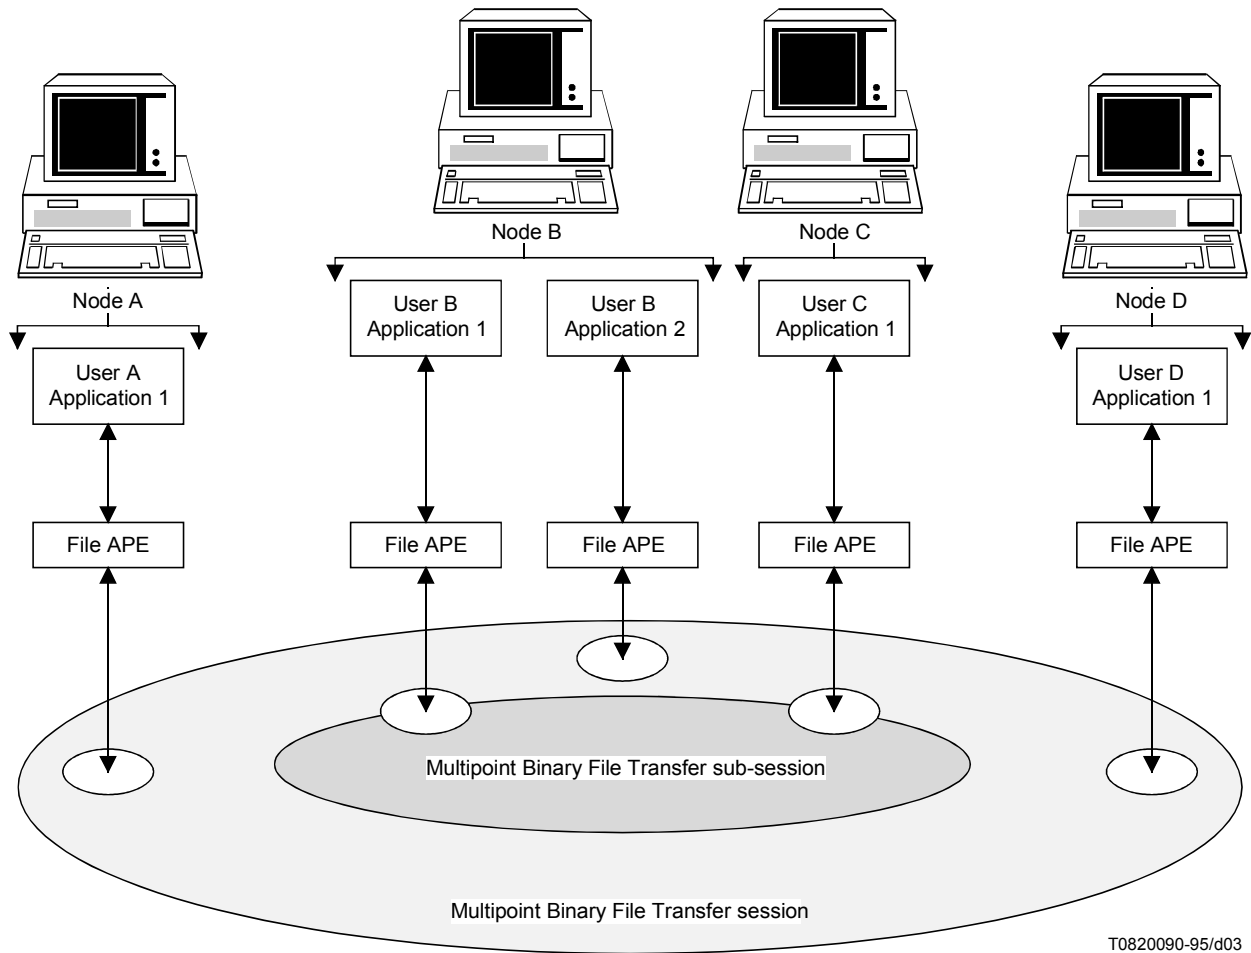 Node B
Node C
Node A
Node D
User B
Application 1
User B
Application 2
User C
Application 1
User A
Application 1
User D
Application 1
File APE
File APE
File APE
File APE
File APE
Multipoint Binary File Transfer sub-session
Multipoint Binary File Transfer session
T0820090-95/d03